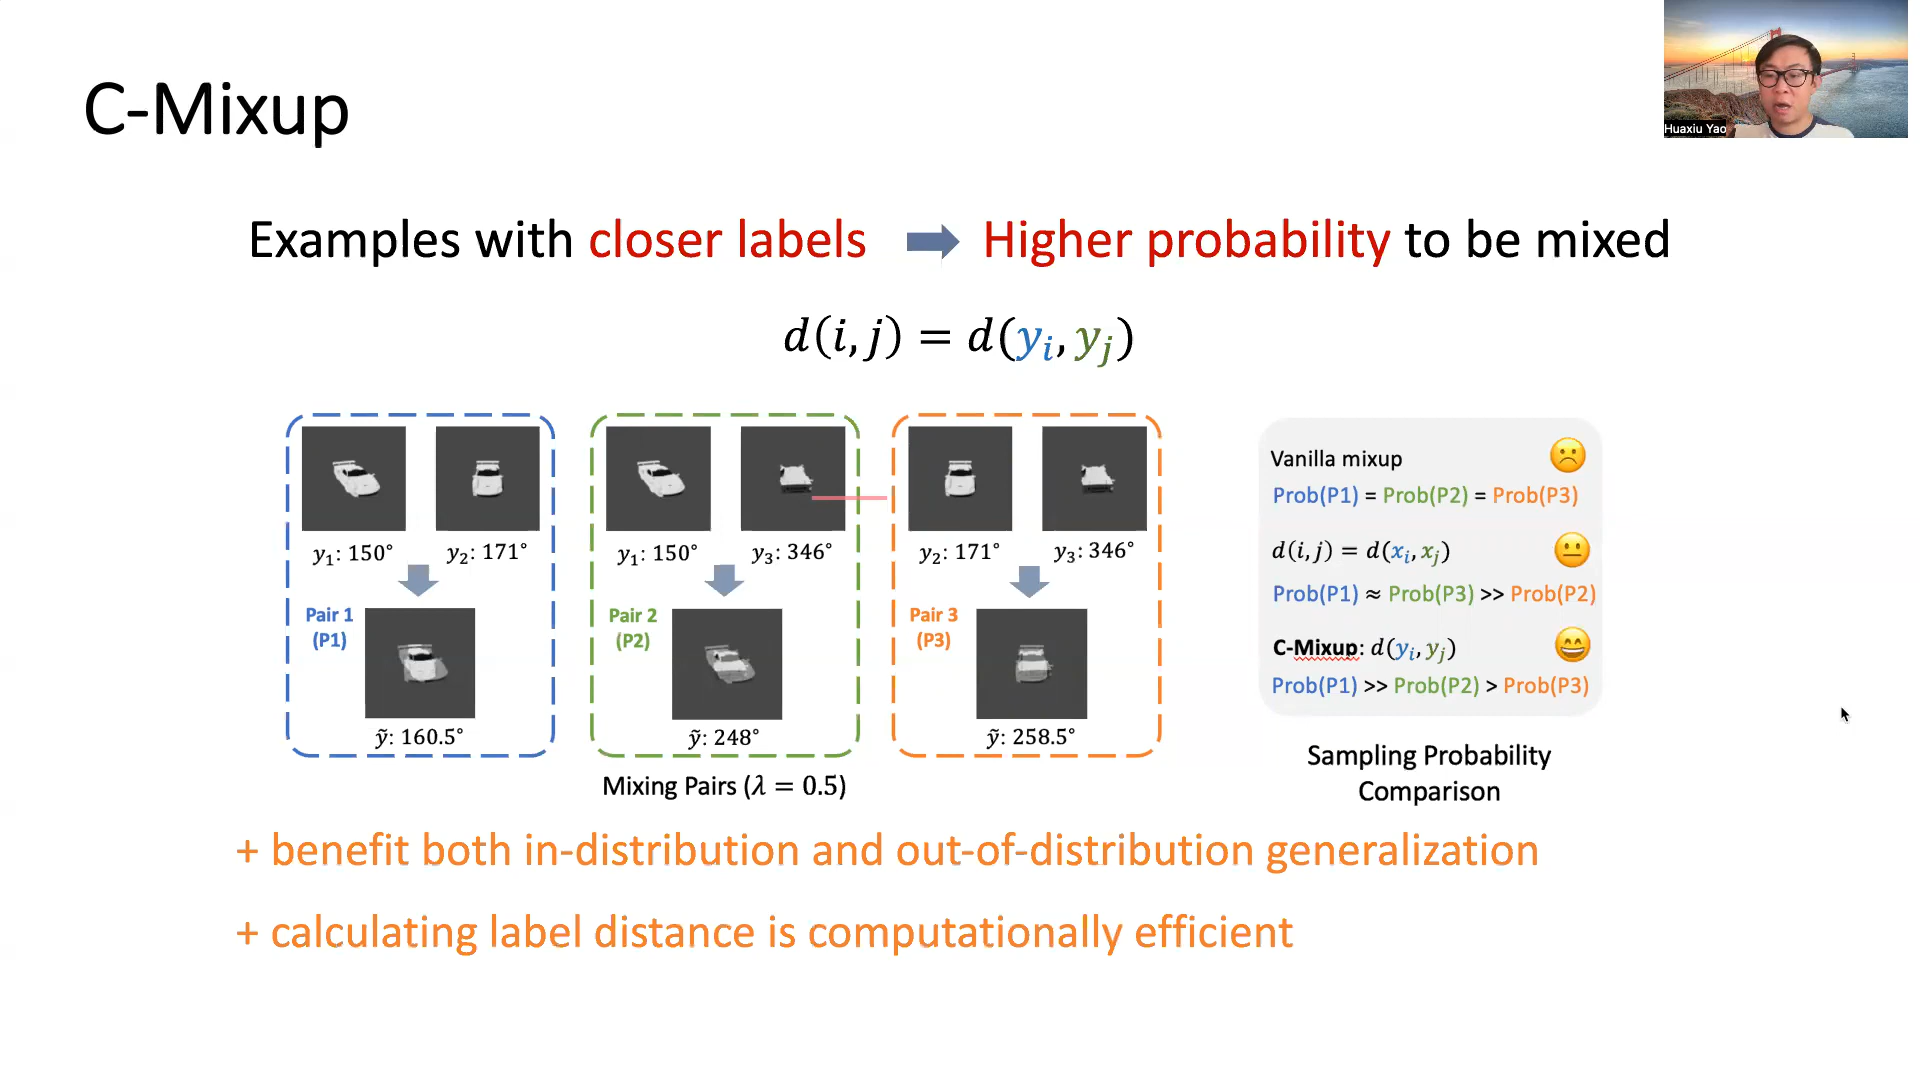 C-Mixup
Huaxiu Yao
Examples with closer labels Higher probability to be mixed
d(i, j) = d(yᵢ, yⱼ)
y₁: 150° y₂: 171°
Pair 1
(P1)
ỹ: 160.5°
y₁: 150° y₃: 346°
Pair 2
(P2)
ỹ: 248°
y₂: 171° y₃: 346°
Pair 3
(P3)
ỹ: 258.5°
Mixing Pairs (λ = 0.5)
Vanilla mixup
Prob(P1) = Prob(P2) = Prob(P3)
d(i, j) = d(xᵢ, xⱼ)
Prob(P1) ≈ Prob(P3) >> Prob(P2)
C-Mixup: d(yᵢ, yⱼ)
Prob(P1) >> Prob(P2) > Prob(P3)
Sampling Probability
Comparison
+ benefit both in-distribution and out-of-distribution generalization
+ calculating label distance is computationally efficient